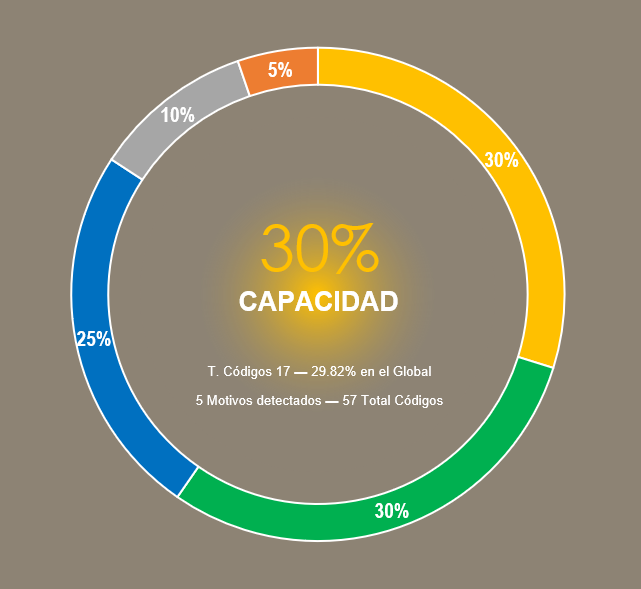 5%
10%
30%
30%
CAPACIDAD
25%
T. Códigos 17 — 29.82% en el Global
5 Motivos detectados — 57 Total Códigos
30%